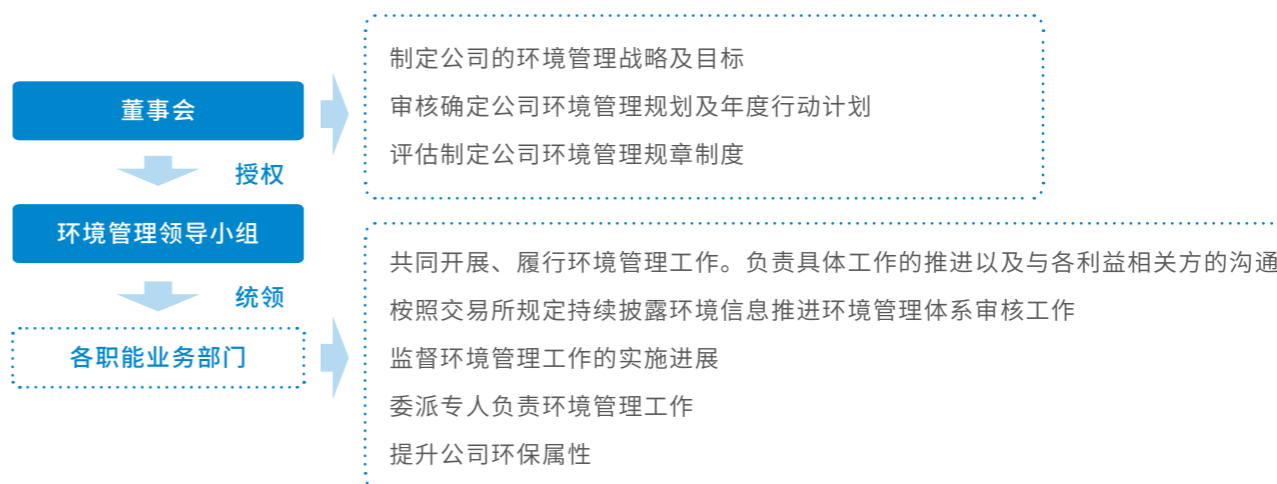 董事会
制定公司的环境管理战略及目标
审核确定公司环境管理规划及年度行动计划
评估制定公司环境管理规章制度
授权
环境管理领导小组
统领
各职能业务部门
共同开展、履行环境管理工作。负责具体工作的推进以及与各利益相关方的沟通
按照交易所规定持续披露环境信息推进环境管理体系审核工作
监督环境管理工作的实施进展
委派专人负责环境管理工作
提升公司环保属性